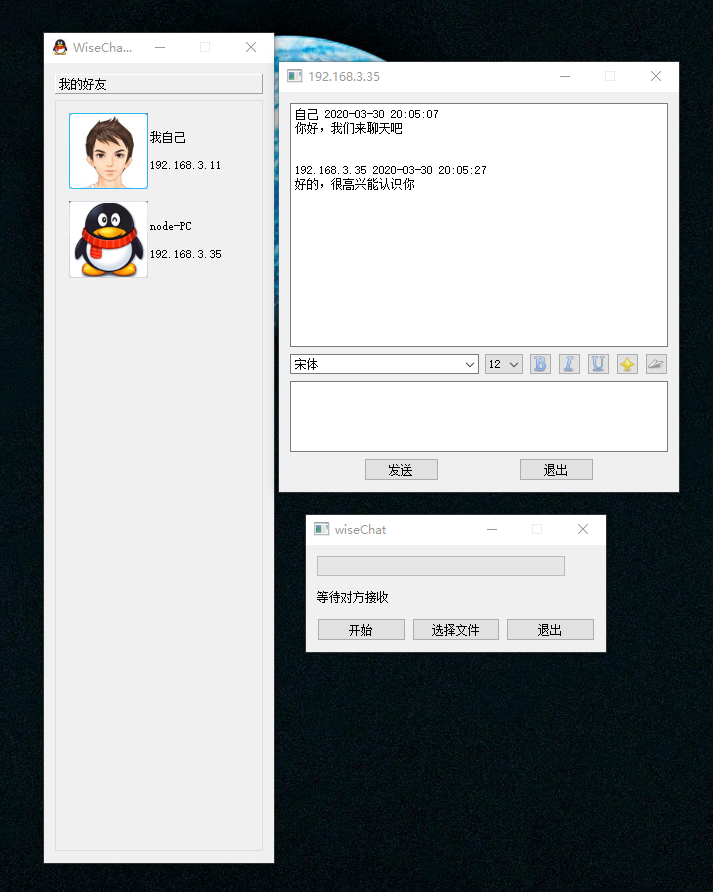 WiseCha...
我的好友
我自己
192.168.3.11
node-PC
192.168.3.35
192.168.3.35
自己 2020-03-30 20:05:07
你好，我们来聊天吧
192.168.3.35 2020-03-30 20:05:27
好的，很高兴能认识你
宋体 12 B I U
发送 退出
wiseChat
等待对方接收
开始 选择文件 退出